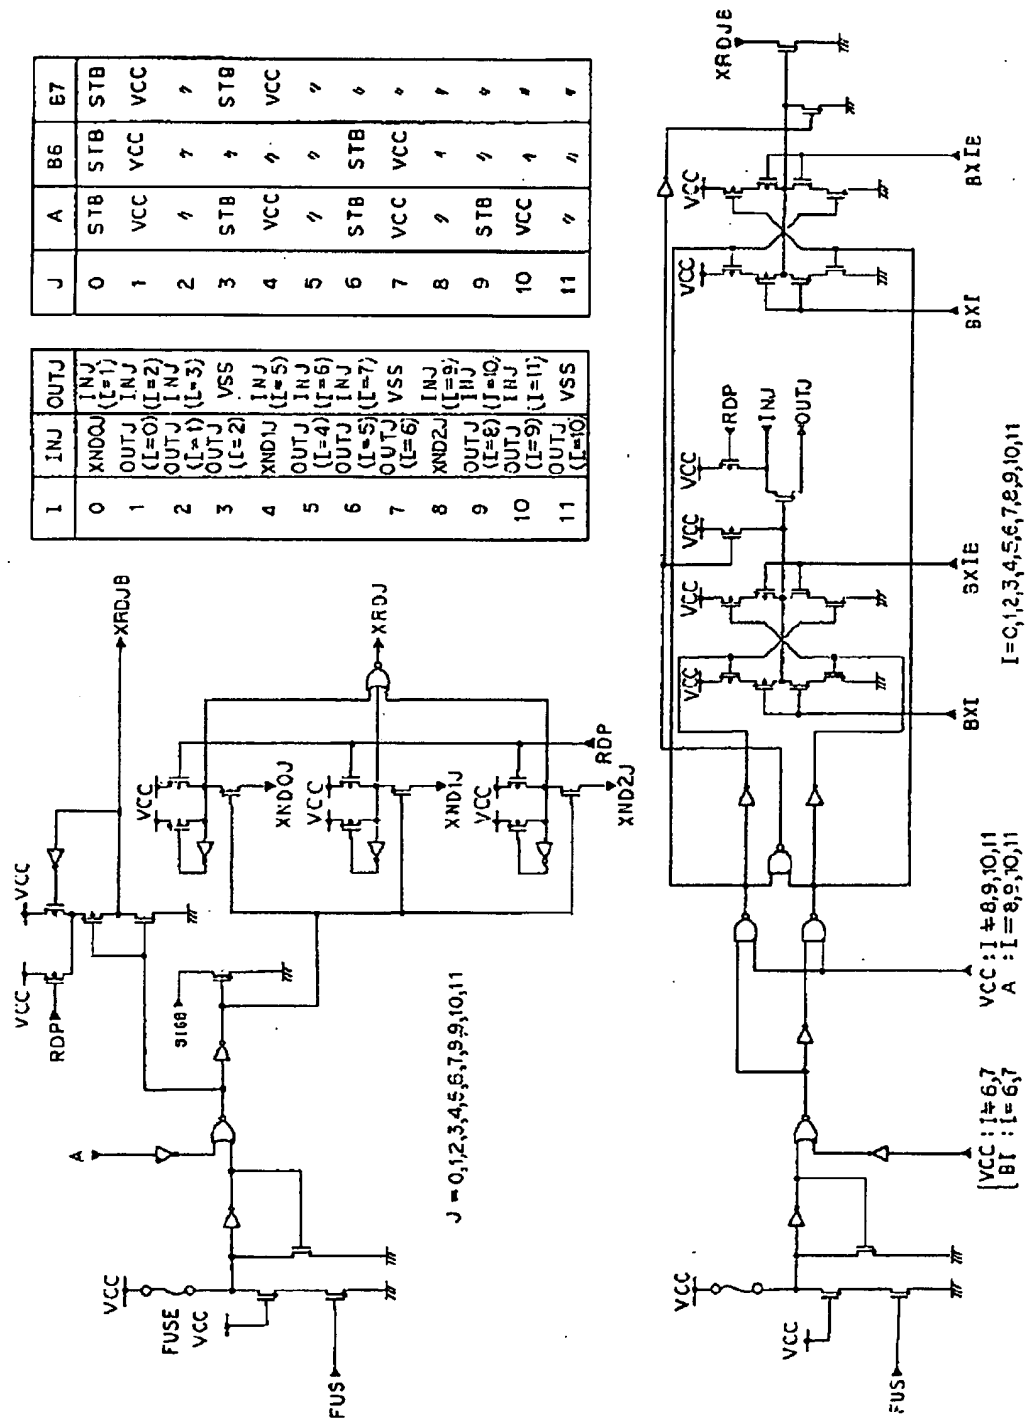 J A B6 B7
0 STB STB STB
1 VCC VCC VCC
2 〃 〃 〃
3 STB 〃 STB
4 VCC 〃 VCC
5 〃 〃 〃
6 STB STB 〃
7 VCC VCC 〃
8 〃 〃 〃
9 STB 〃 〃
10 VCC 〃 〃
11 〃 〃 〃
I INJ OUTJ
0 XND0J INJ (I=1)
1 OUTJ (I=0) INJ (I=2)
2 OUTJ (I=1) INJ (I=3)
3 OUTJ (I=2) VSS
4 XND1J INJ (I=5)
5 OUTJ (I=4) INJ (I=6)
6 OUTJ (I=5) INJ (I=7)
7 OUTJ (I=6) VSS
8 XND2J INJ (I=9)
9 OUTJ (I=8) INJ (I=10)
10 OUTJ (I=9) INJ (I=11)
11 OUTJ (I=10) VSS
XRDJB
VCC
VCC
RDP
SIGB
A
VCC
FUSE
VCC
FUS
VCC
XND0J
VCC
XND1J
VCC
XND2J
RDP
XRDJ
J=0,1,2,3,4,5,6,7,9,9,10,11
VCC
VCC
FUS
VCC : I≠6,7
BI : I=6,7
VCC : I≠8,9,10,11
A : I=8,9,10,11
VCC
BXI
VCC
BXIB
VCC
VCC
RDP
INJ
OUTJ
VCC
BXI
VCC
BXIB
XRDJB
I=0,1,2,3,4,5,6,7,8,9,10,11